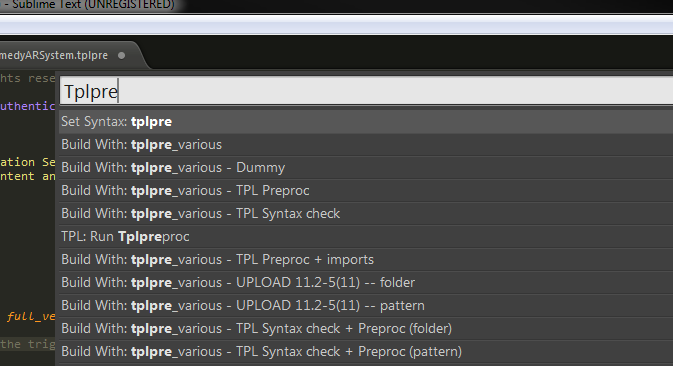 - Sublime Text (UNREGISTERED)
medyARSystem.tplpre
hts rese
Tplpre
uthentic
Set Syntax: tplpre
Build With: tplpre_various
ation Se
Build With: tplpre_various - Dummy
ntent an
Build With: tplpre_various - TPL Preproc
Build With: tplpre_various - TPL Syntax check
TPL: Run Tplpreproc
Build With: tplpre_various - TPL Preproc + imports
Build With: tplpre_various - UPLOAD 11.2-5(11) -- folder
Build With: tplpre_various - UPLOAD 11.2-5(11) -- pattern
full_ve
Build With: tplpre_various - TPL Syntax check + Preproc (folder)
the trig
Build With: tplpre_various - TPL Syntax check + Preproc (pattern)